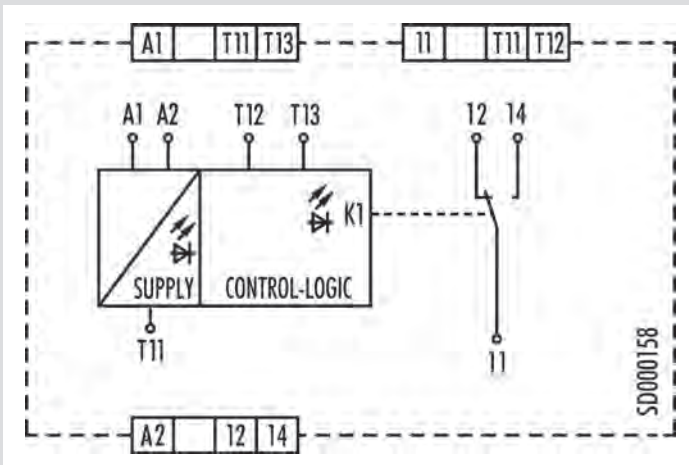 A1 T11 T13 11 T11 T12
A1 A2 T12 T13 12 14
K1
SUPPLY CONTROL-LOGIC
T11 11
SD000158
A2 12 14